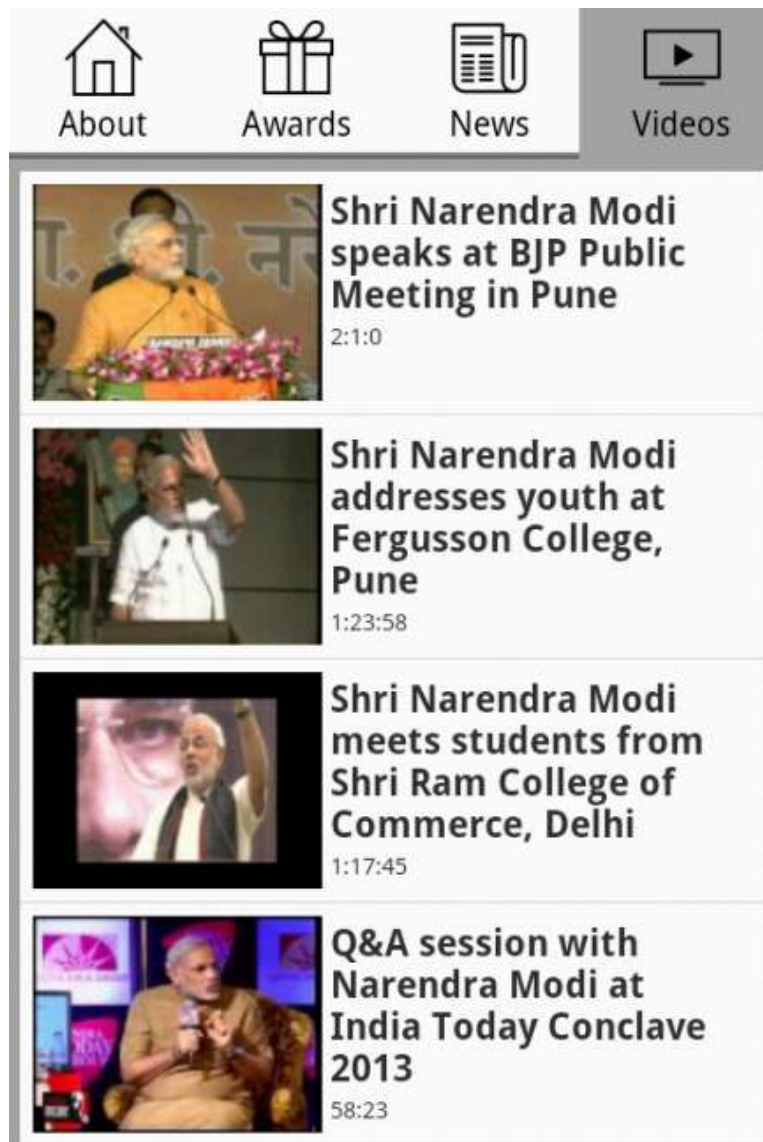 About Awards News Videos
Shri Narendra Modi
speaks at BJP Public
Meeting in Pune
2:1:0
Shri Narendra Modi
addresses youth at
Fergusson College,
Pune
1:23:58
Shri Narendra Modi
meets students from
Shri Ram College of
Commerce, Delhi
1:17:45
Q&A session with
Narendra Modi at
India Today Conclave
2013
58:23